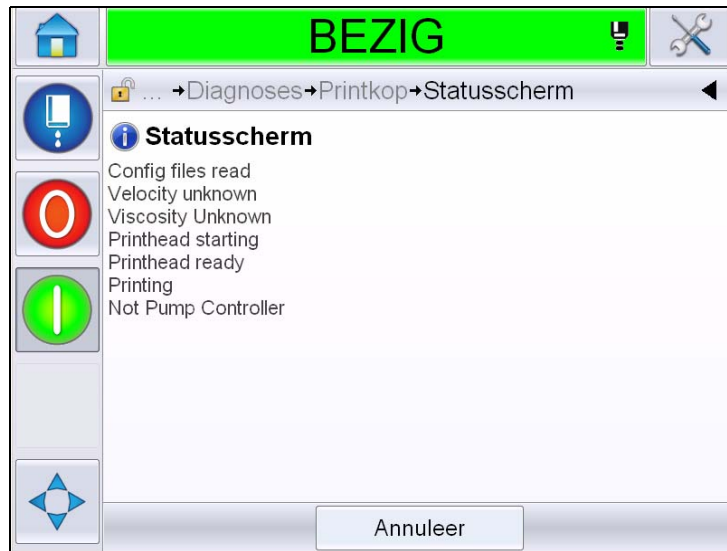 BEZIG
... →Diagnoses→Printkop→Statusscherm
Statusscherm
Config files read
Velocity unknown
Viscosity Unknown
Printhead starting
Printhead ready
Printing
Not Pump Controller
Annuleer